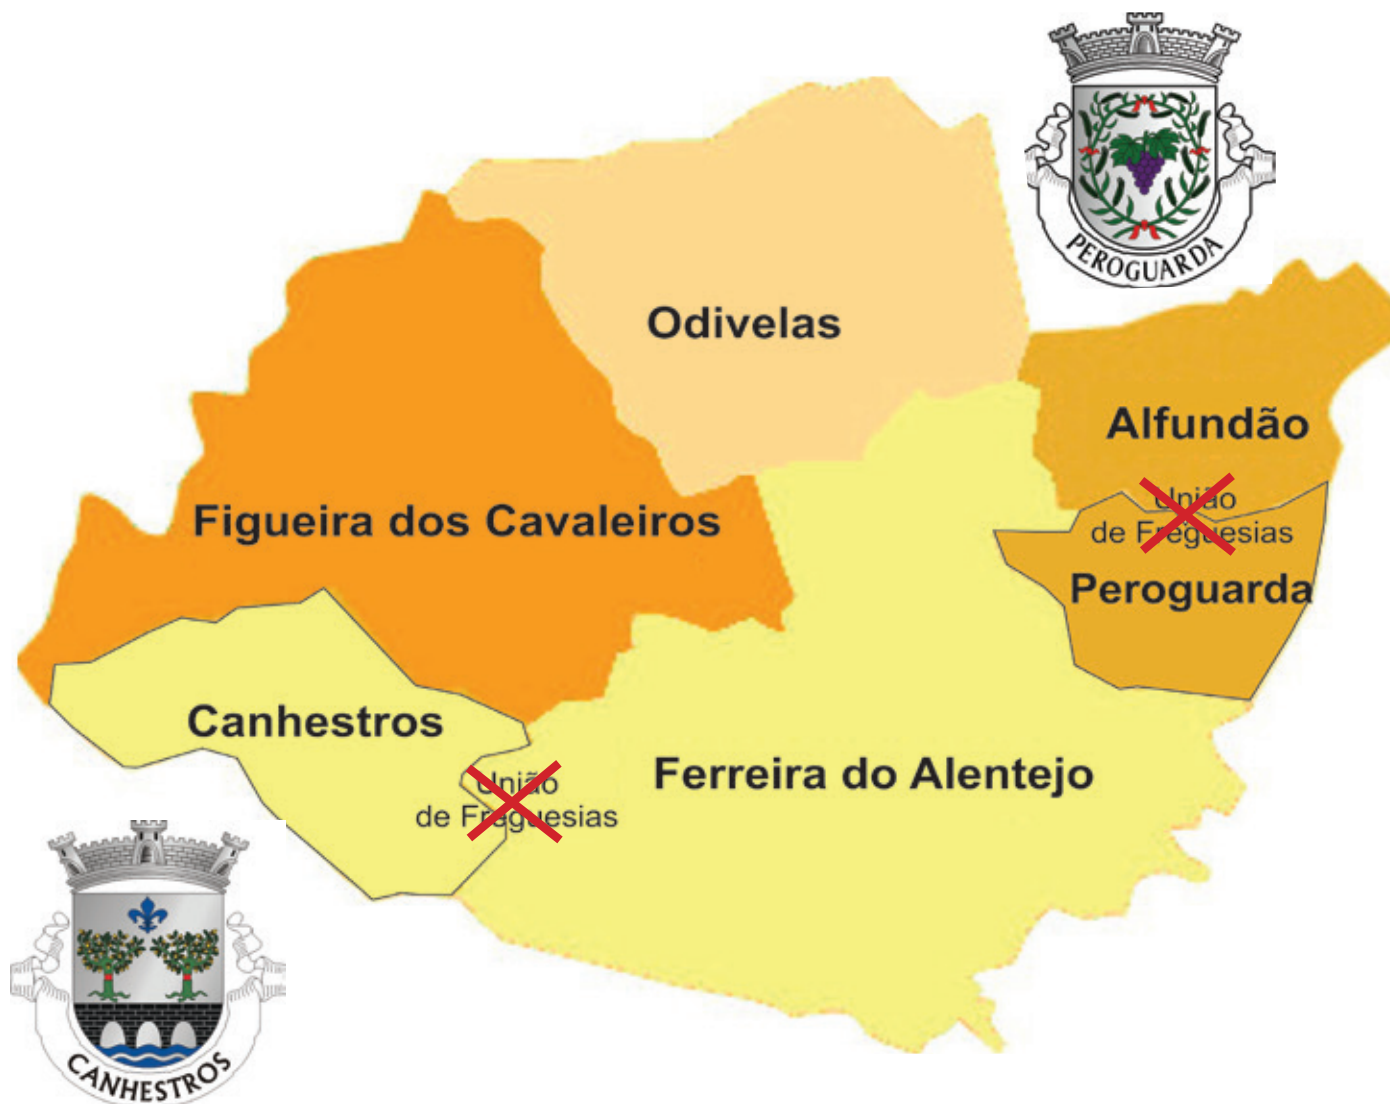 PEROGUARDA
Odivelas
Alfundão
União
de Freguesias
Peroguarda
Figueira dos Cavaleiros
Canhestros
Ferreira do Alentejo
União
de Freguesias
CANHESTROS